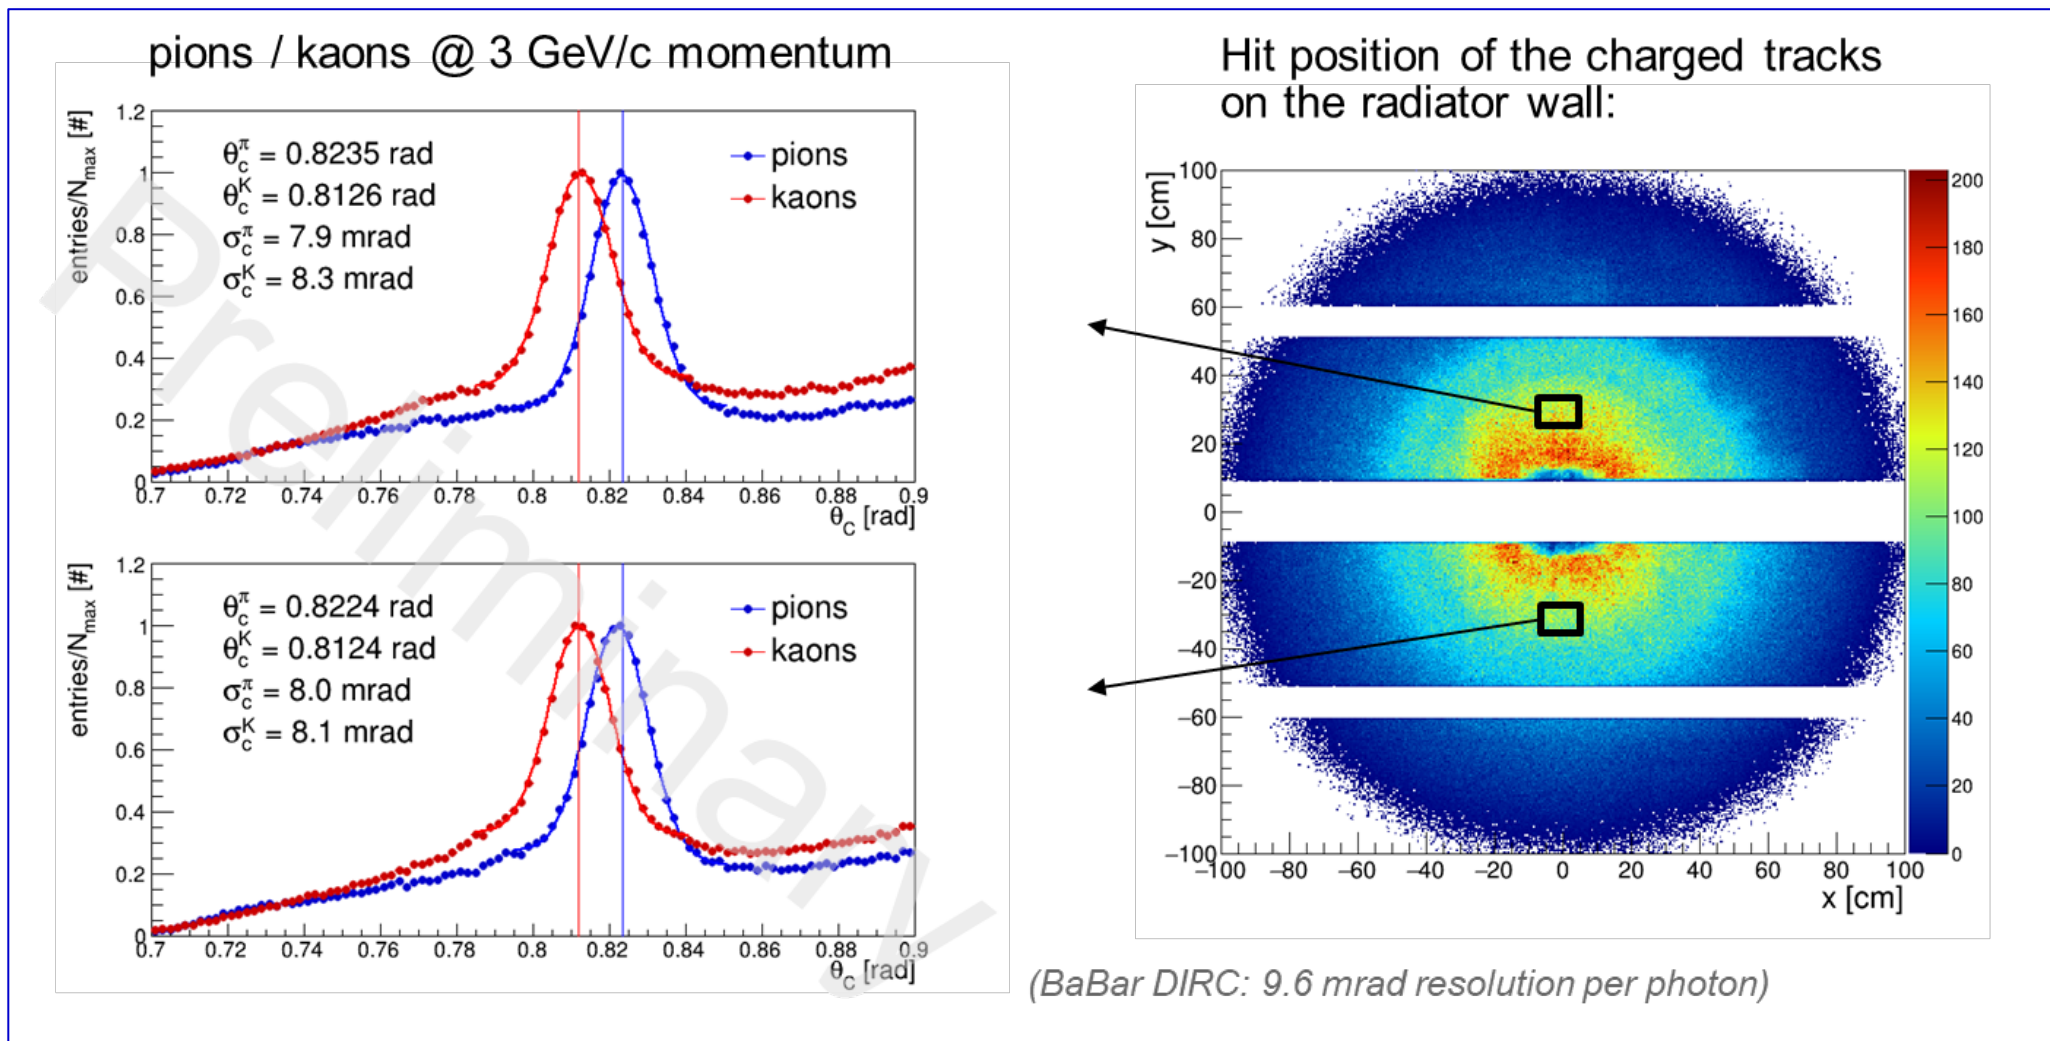 pions / kaons @ 3 GeV/c momentum
entries/N_max [#]
1.2
1
0.8
0.6
0.4
0.2
0
θ_c^π = 0.8235 rad
θ_c^K = 0.8126 rad
σ_c^π = 7.9 mrad
σ_c^K = 8.3 mrad
pions
kaons
0.7 0.72 0.74 0.76 0.78 0.8 0.82 0.84 0.86 0.88 0.9
θ_C [rad]
entries/N_max [#]
1.2
1
0.8
0.6
0.4
0.2
0
θ_c^π = 0.8224 rad
θ_c^K = 0.8124 rad
σ_c^π = 8.0 mrad
σ_c^K = 8.1 mrad
pions
kaons
0.7 0.72 0.74 0.76 0.78 0.8 0.82 0.84 0.86 0.88 0.9
θ_C [rad]
Preliminary
Hit position of the charged tracks
on the radiator wall:
y [cm]
100
80
60
40
20
0
−20
−40
−60
−80
−100
−100 −80 −60 −40 −20 0 20 40 60 80 100
x [cm]
200
180
160
140
120
100
80
60
40
20
0
(BaBar DIRC: 9.6 mrad resolution per photon)